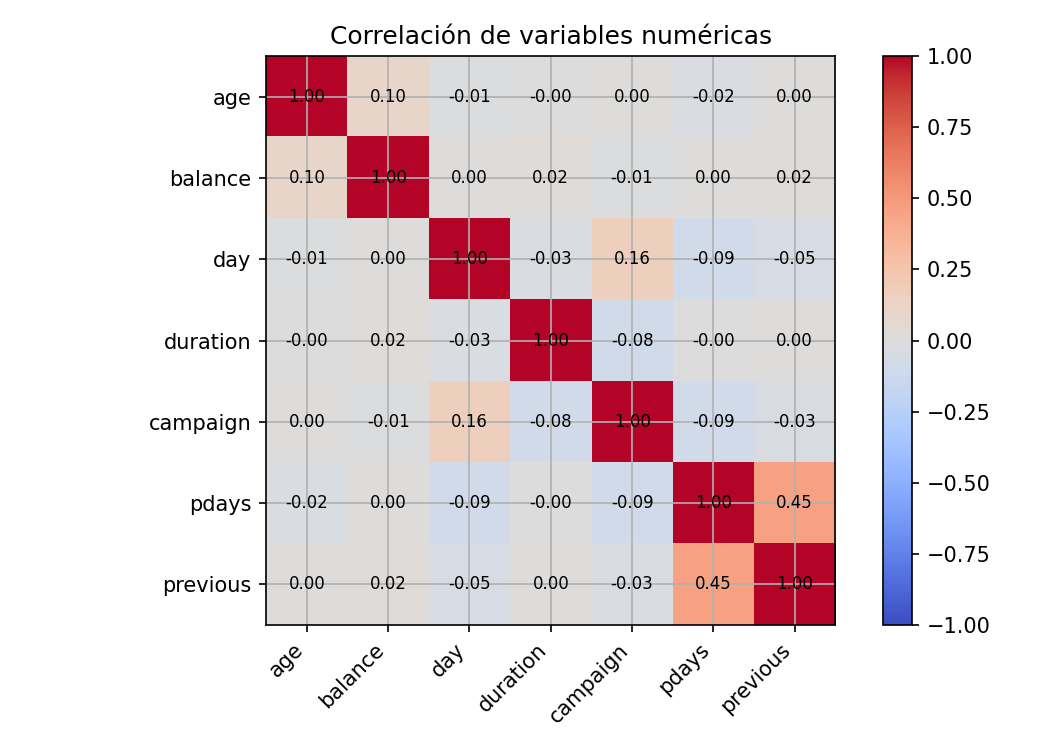 Correlación de variables numéricas
age 1.00 0.10 -0.01 -0.00 0.00 -0.02 0.00
balance 0.10 1.00 0.00 0.02 -0.01 0.00 0.02
day -0.01 0.00 1.00 -0.03 0.16 -0.09 -0.05
duration -0.00 0.02 -0.03 1.00 -0.08 -0.00 0.00
campaign 0.00 -0.01 0.16 -0.08 1.00 -0.09 -0.03
pdays -0.02 0.00 -0.09 -0.00 -0.09 1.00 0.45
previous 0.00 0.02 -0.05 0.00 -0.03 0.45 1.00
age balance day duration campaign pdays previous
1.00
0.75
0.50
0.25
0.00
−0.25
−0.50
−0.75
−1.00